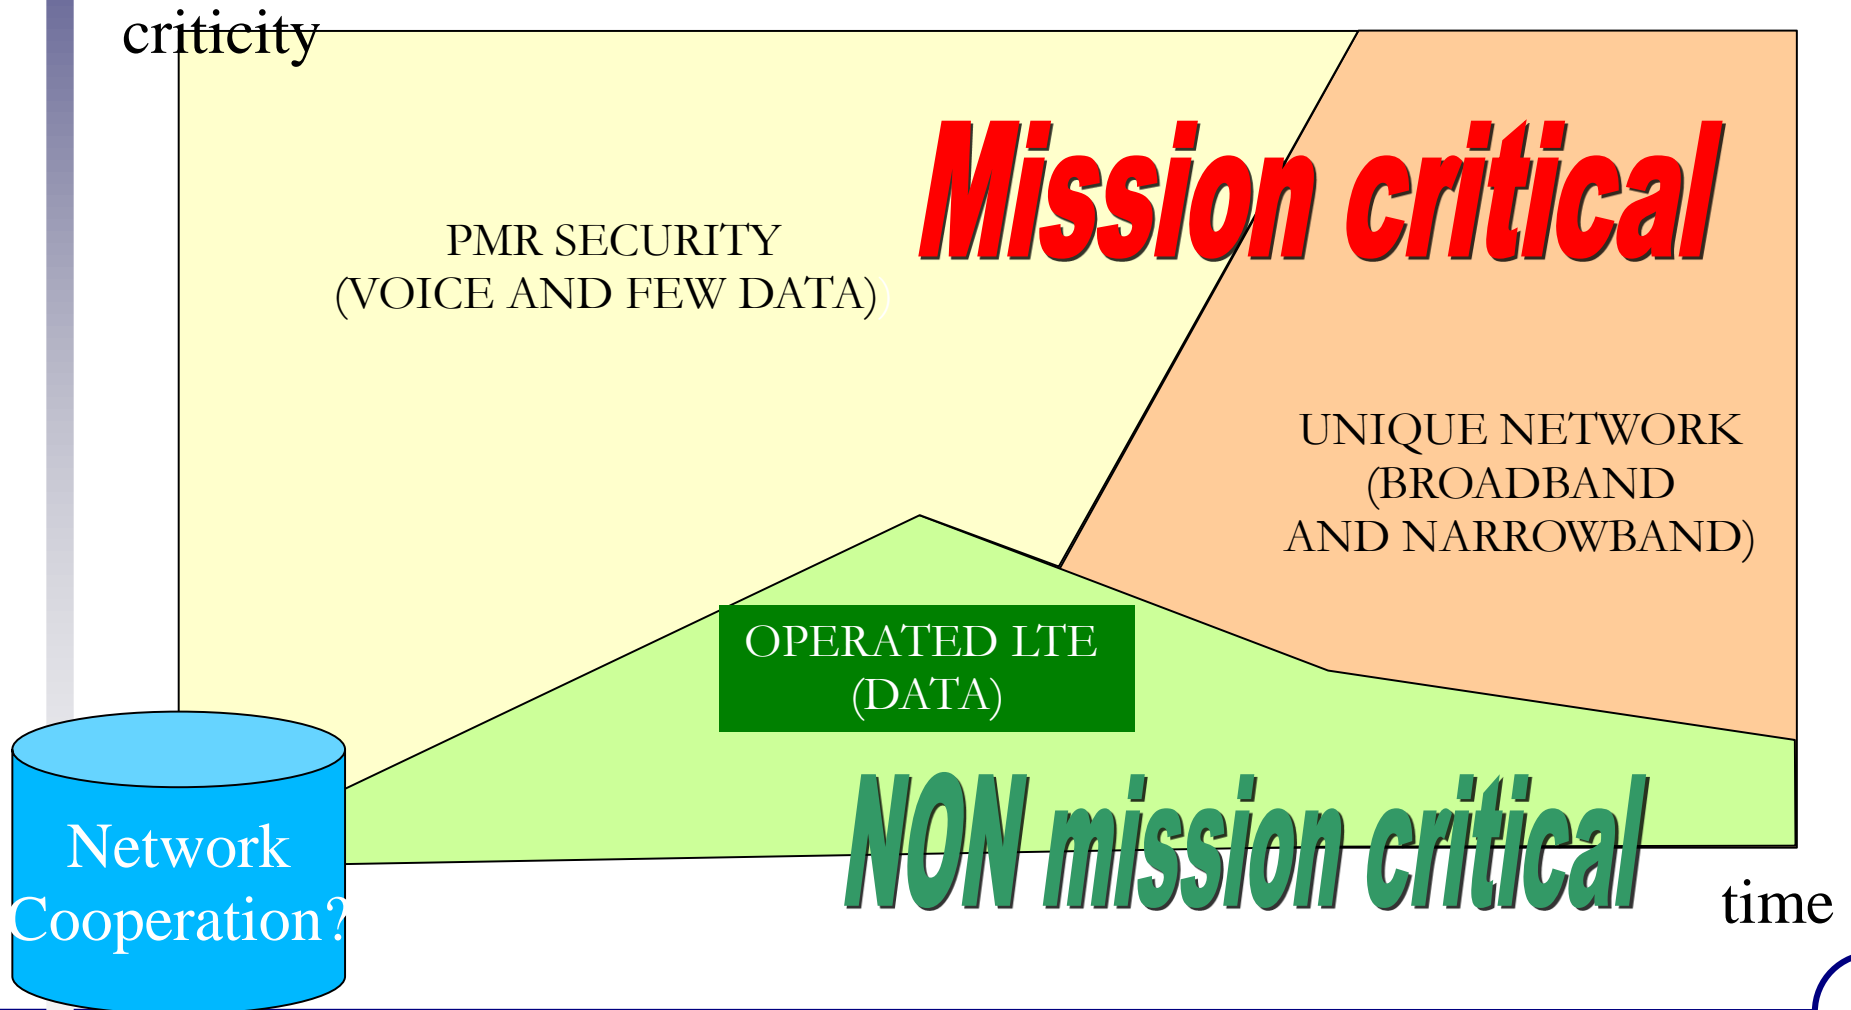 criticity
Mission critical
PMR SECURITY
(VOICE AND FEW DATA))
UNIQUE NETWORK
(BROADBAND
AND NARROWBAND)
OPERATED LTE
(DATA)
NON mission critical
Network
Cooperation?
time